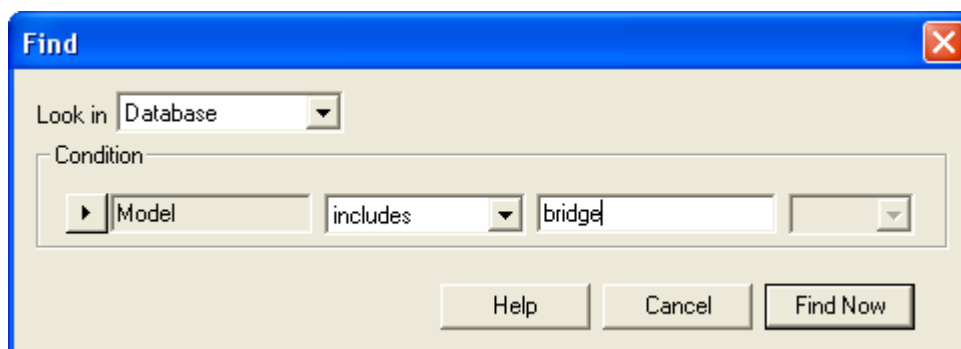 Find
Look in Database
Condition
Model includes bridge
Help Cancel Find Now